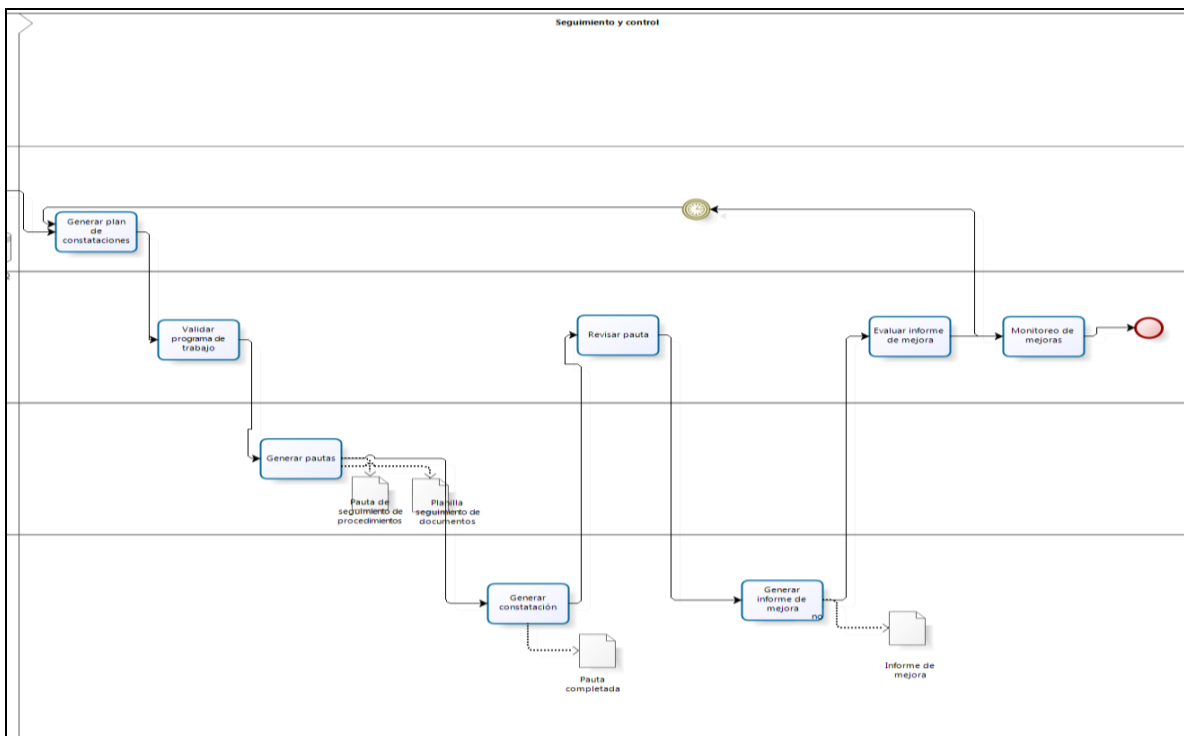 Seguimiento y control
Generar plan
de
constataciones
Validar
programa de
trabajo
Revisar pauta
Evaluar informe
de mejora
Monitoreo de
mejoras
Generar pautas
Pauta de
seguimiento de
procedimientos
Planilla
seguimiento de
documentos
Generar
constatación
Pauta
completada
Generar
informe de
mejora
no
Informe de
mejora